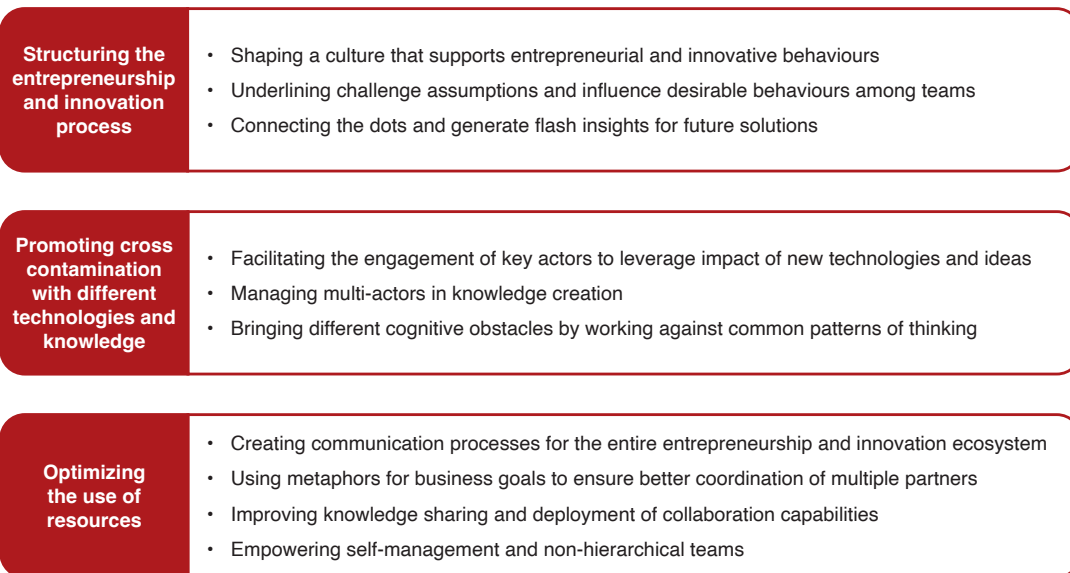 Structuring the
entrepreneurship
and innovation
process
• Shaping a culture that supports entrepreneurial and innovative behaviours
• Underlining challenge assumptions and influence desirable behaviours among teams
• Connecting the dots and generate flash insights for future solutions
Promoting cross
contamination
with different
technologies and
knowledge
• Facilitating the engagement of key actors to leverage impact of new technologies and ideas
• Managing multi-actors in knowledge creation
• Bringing different cognitive obstacles by working against common patterns of thinking
Optimizing
the use of
resources
• Creating communication processes for the entire entrepreneurship and innovation ecosystem
• Using metaphors for business goals to ensure better coordination of multiple partners
• Improving knowledge sharing and deployment of collaboration capabilities
• Empowering self-management and non-hierarchical teams